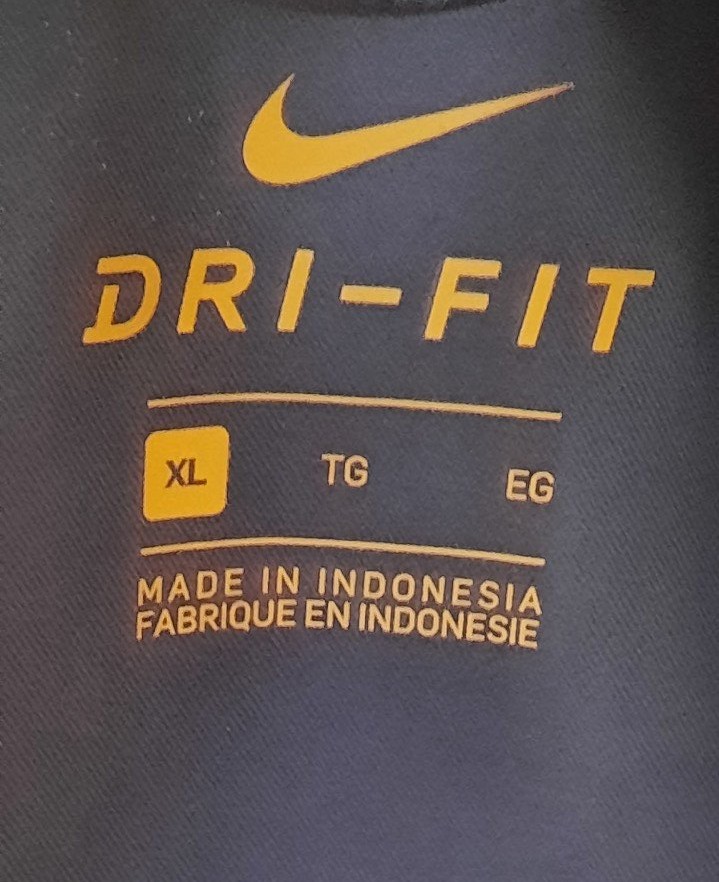 DRI-FIT
XL TG EG
MADE IN INDONESIA
FABRIQUE EN INDONESIE